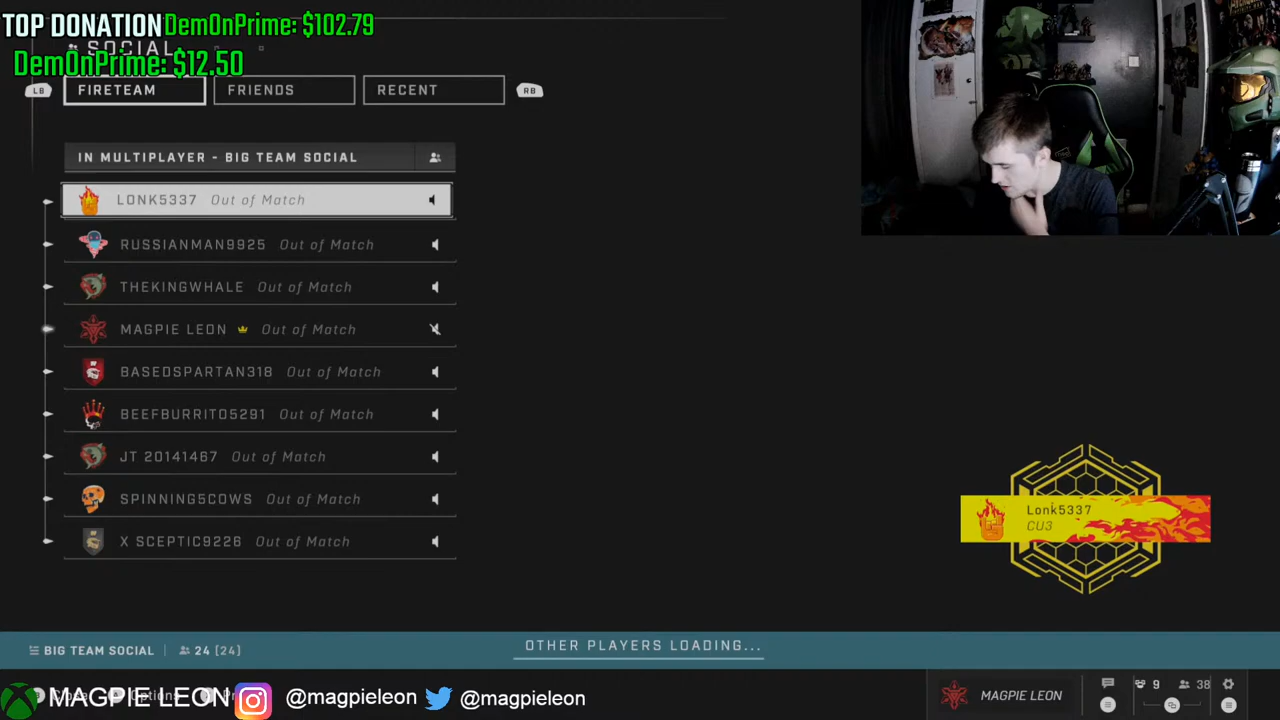 TOP DONATION DemOnPrime: $102.79
SOCIAL
DemOnPrime: $12.50
LB FIRETEAM FRIENDS RECENT RB
IN MULTIPLAYER - BIG TEAM SOCIAL
LONK5337 Out of Match
RUSSIANMAN9925 Out of Match
THEKINGWHALE Out of Match
MAGPIE LEON Out of Match
BASEDSPARTAN318 Out of Match
BEEFBURRITO5291 Out of Match
JT 20141467 Out of Match
SPINNING5COWS Out of Match
X SCEPTIC9226 Out of Match
Lonk5337
CU3
OTHER PLAYERS LOADING...
BIG TEAM SOCIAL 24 [24]
MAGPIE LEON @magpieleon @magpieleon
MAGPIE LEON 9 38